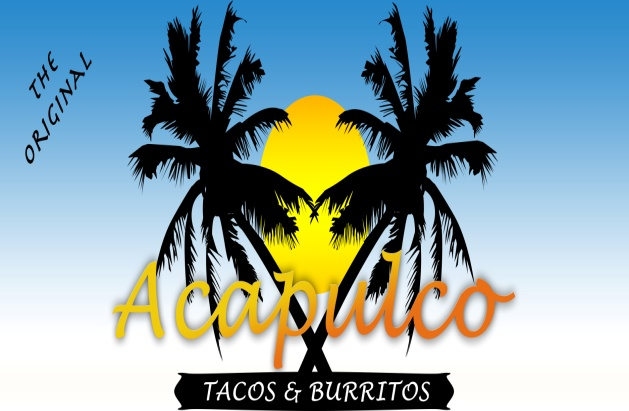 THE
ORIGINAL
Acapulco
TACOS & BURRITOS